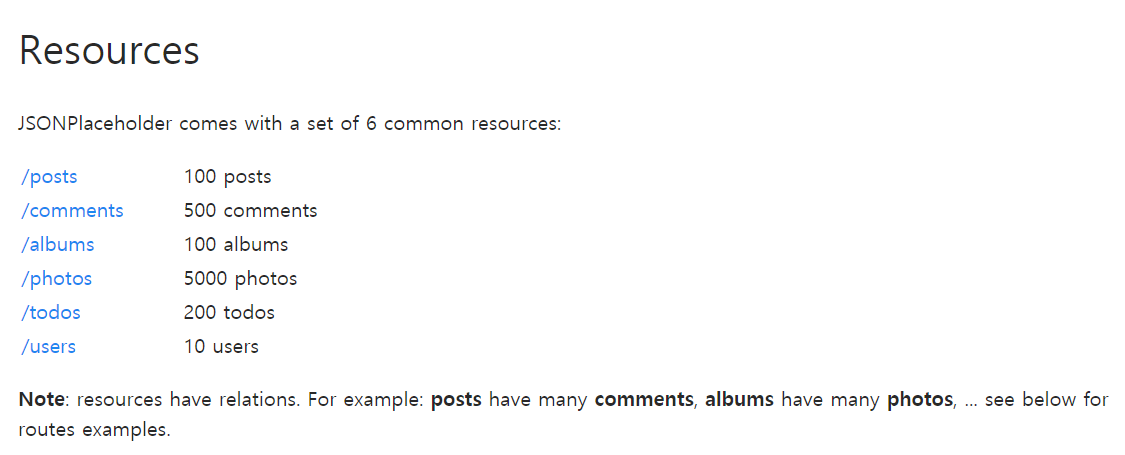 Resources
JSONPlaceholder comes with a set of 6 common resources:
/posts 100 posts
/comments 500 comments
/albums 100 albums
/photos 5000 photos
/todos 200 todos
/users 10 users
Note: resources have relations. For example: posts have many comments, albums have many photos, ... see below for
routes examples.